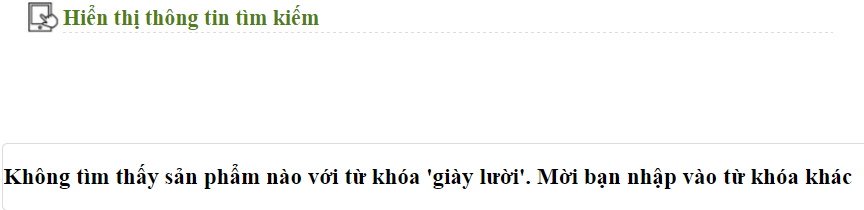 Hiển thị thông tin tìm kiếm
Không tìm thấy sản phẩm nào với từ khóa 'giày lười'. Mời bạn nhập vào từ khóa khác